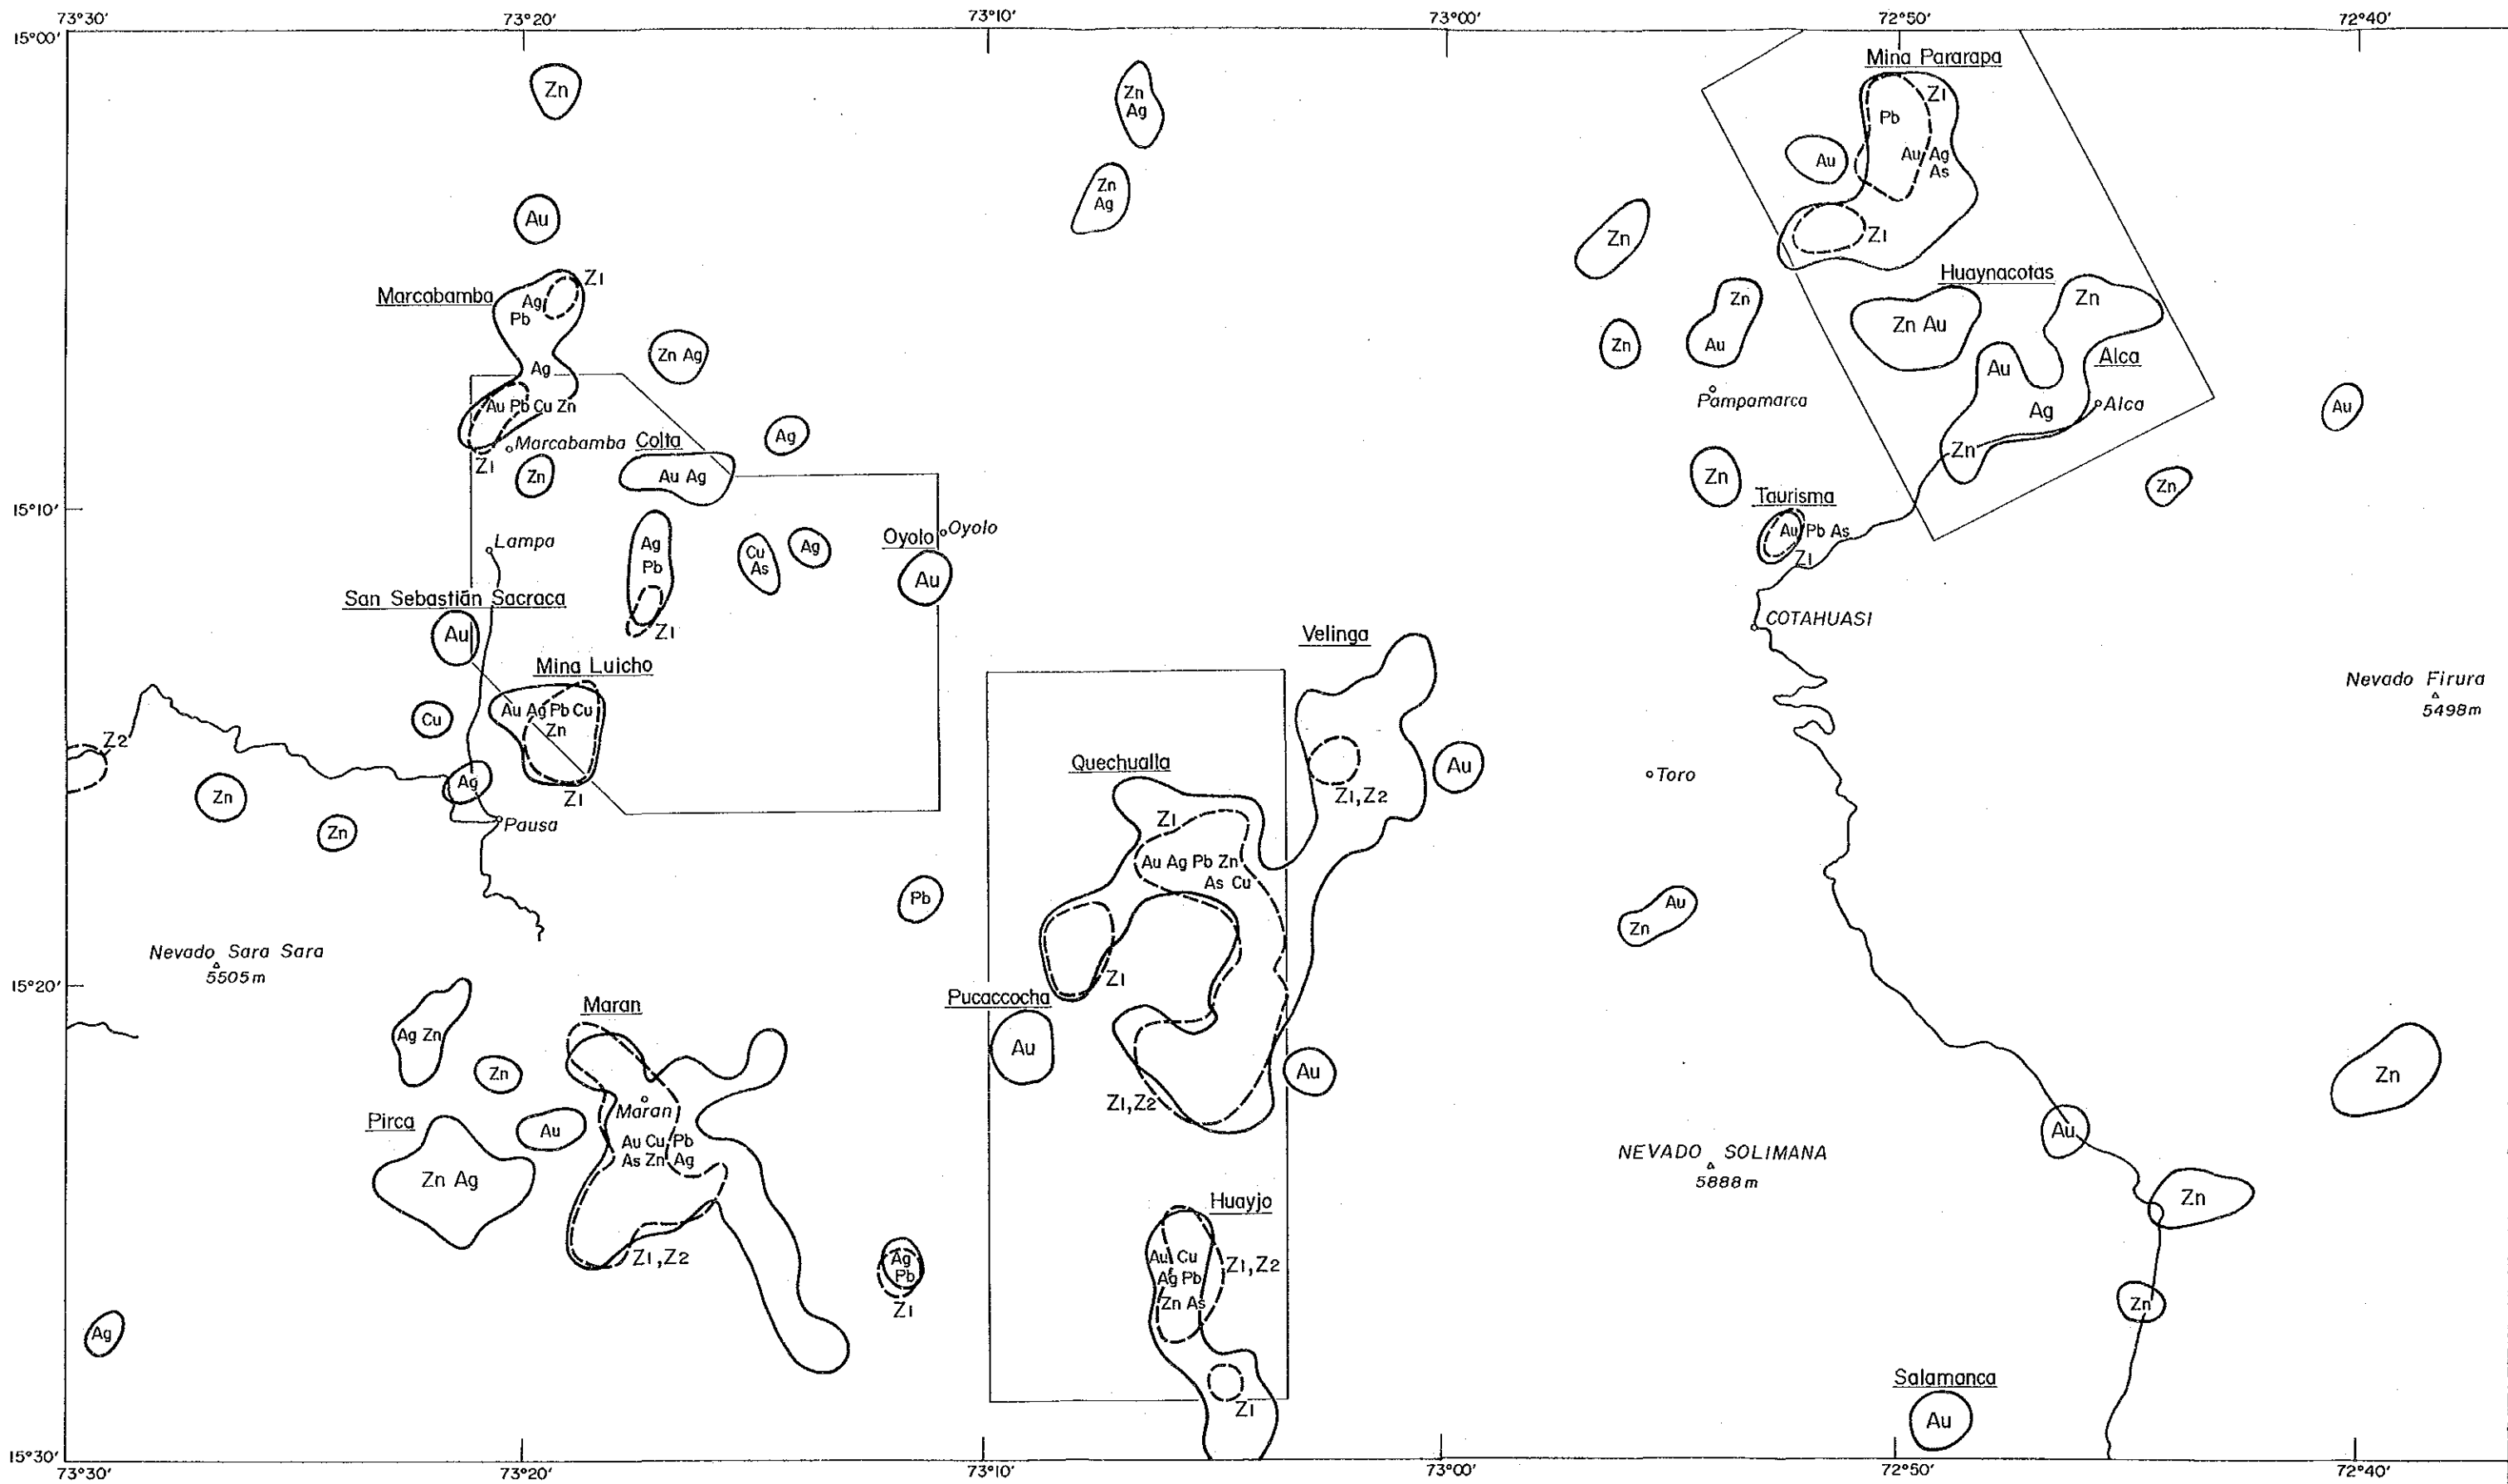 73°30' 73°20' 73°10' 73°00' 72°50' 72°40'
15°00'
Mina Pararapa
Zn
Zn
Ag
Z1
Pb
Au
Au Ag
As
Zn
Ag
Au
Zn
Z1
Marcabamba
Z1
Ag
Pb
Huaynacotas
Zn
Zn
Zn Au
Au
Zn
Zn Ag
Ag
Au
Alca
Pampamarca
Au Pb Cu Zn
Ag
Alca
Au
Marcabamba
Colta
Ag
Z1
Zn
Au Ag
Zn
Zn
Zn
Taurisma
15°10'
Au Pb As
Z1
Lampa
Ag
Pb
Cu
As
Ag
Oyolo
Oyolo
Au
Z1
San Sebastián Sacraca
Au
COTAHUASI
Velinga
Mina Luicho
Au Ag Pb Cu
Zn
Z1
Cu
Nevado Firura
5498m
Z2
Quechualla
Au
Toro
Z1,Z2
Zn
Ag
Zn
Pausa
Z1
Au Ag Pb Zn
As Cu
Pb
Au
Zn
Nevado Sara Sara
5505m
Z1
15°20'
Maran
Pucaccocha
Au
Ag Zn
Zn
Au
Zn
Maran
Z1,Z2
Pirca
Au
Au Cu Pb
As Zn Ag
Au
Zn Ag
NEVADO SOLIMANA
5888m
Zn
Huayjo
Z1,Z2
Au Cu
Ag Pb
Zn As
Z1,Z2
Ag
Pb
Z1
Zn
Ag
Z1
Salamanca
Au
15°30'
73°30' 73°20' 73°10' 73°00' 72°50' 72°40'